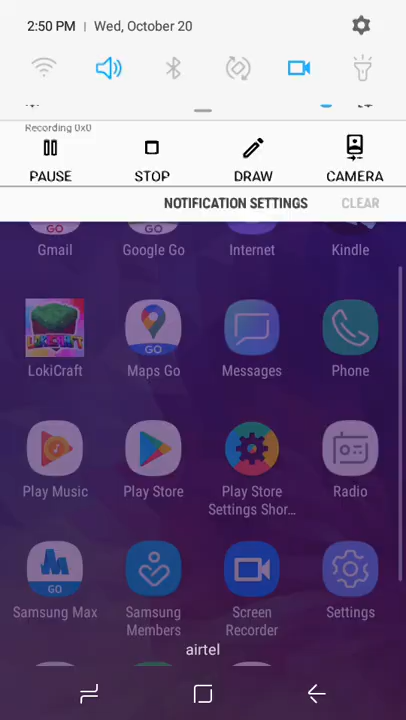 2:50 PM | Wed, October 20
Recording 0x0
PAUSE STOP DRAW CAMERA
NOTIFICATION SETTINGS CLEAR
GO GO
Gmail Google Go Internet Kindle
LOKICRAFT GO
LokiCraft Maps Go Messages Phone
Play Music Play Store Play Store Settings Shor... Radio
GO
Samsung Max Samsung Members Screen Recorder Settings
airtel